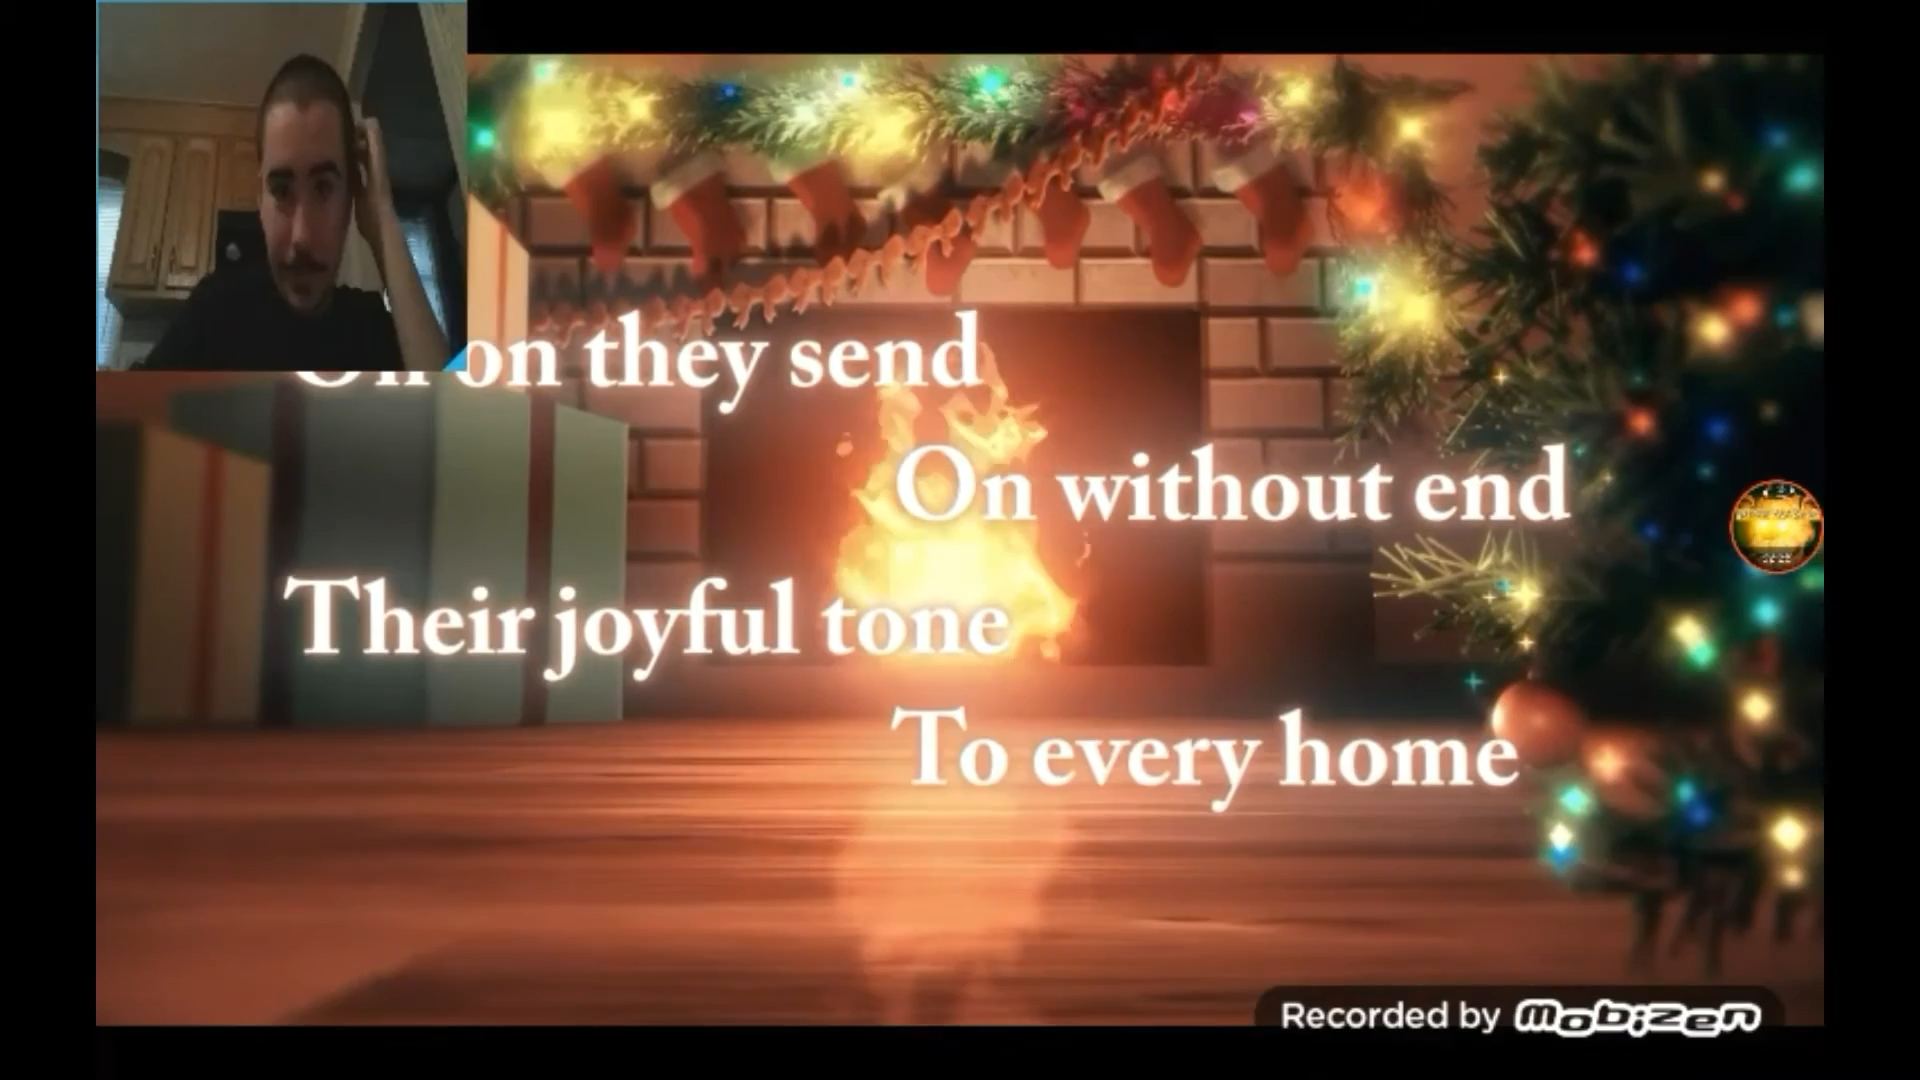 on they send
On without end
Their joyful tone
To every home
Recorded by mobizen